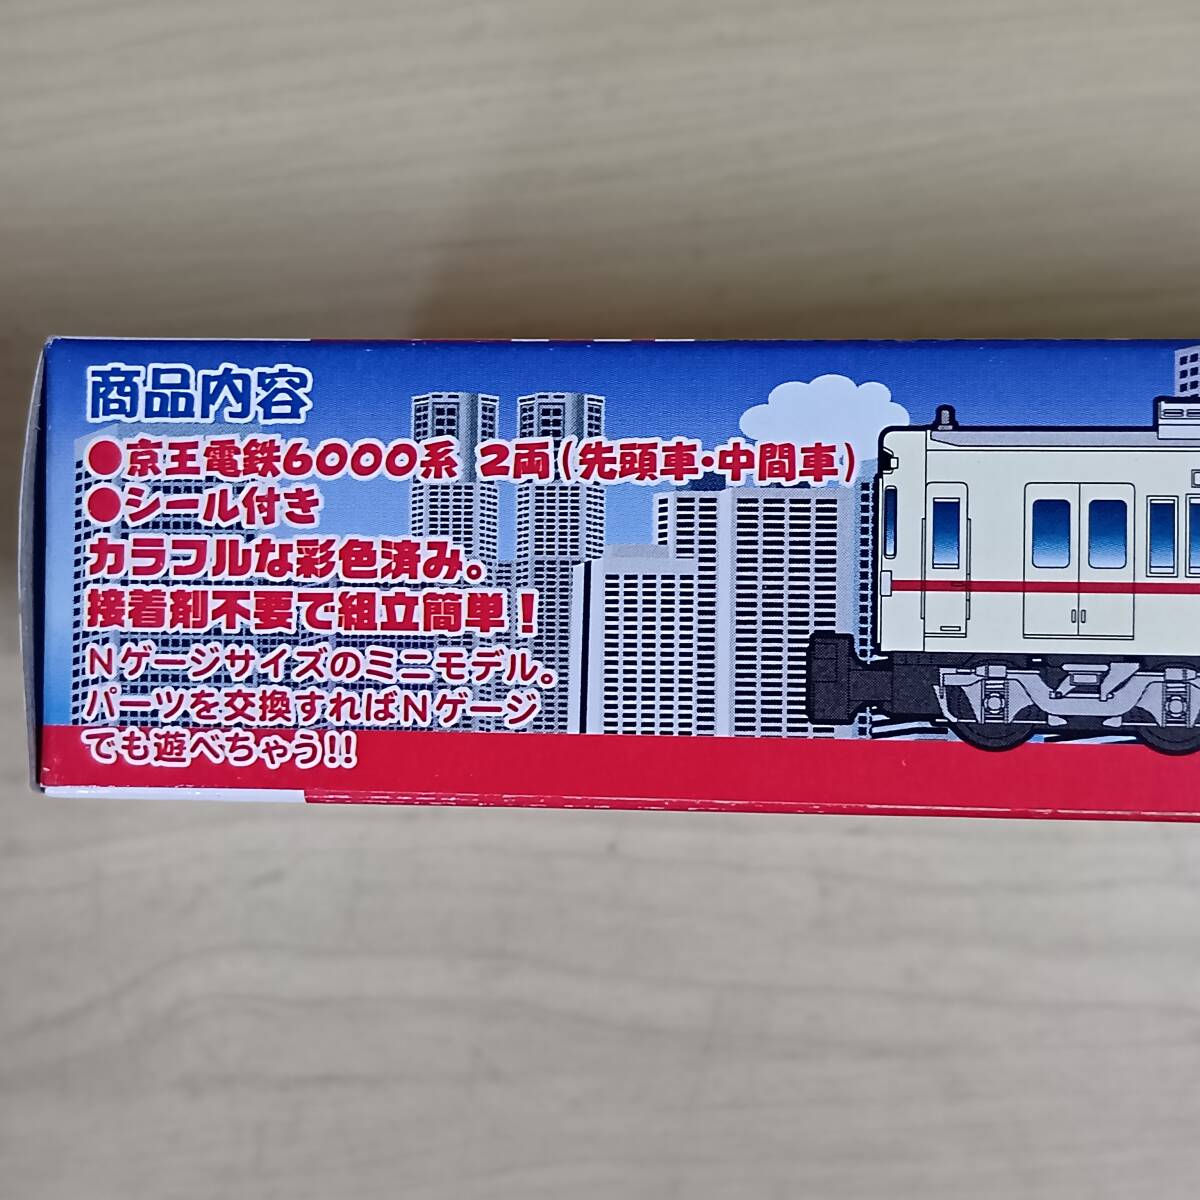 商品内容
●京王電鉄6000系 2両(先頭車・中間車)
●シール付き
カラフルな彩色済み。
接着剤不要で組立簡単！
Nゲージサイズのミニモデル。
パーツを交換すればNゲージ
でも遊べちゃう!!